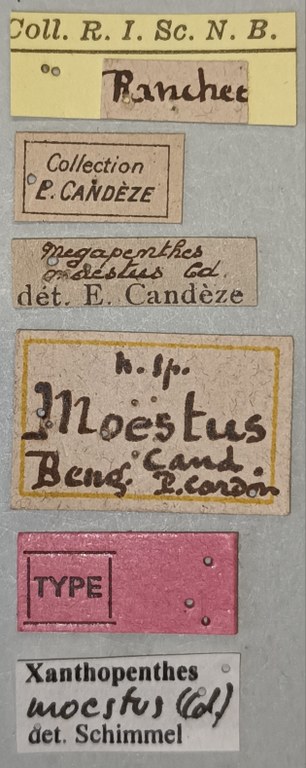 Coll. R. I. Sc. N. B.
Ranchee
Collection
E. CANDÈZE
Megapenthes
moestus Cd.
dét. E. Candèze
n. sp.
Moestus
Cand.
Beng. P. Cardon
TYPE
Xanthopenthes
moestus (Cd.)
det. Schimmel